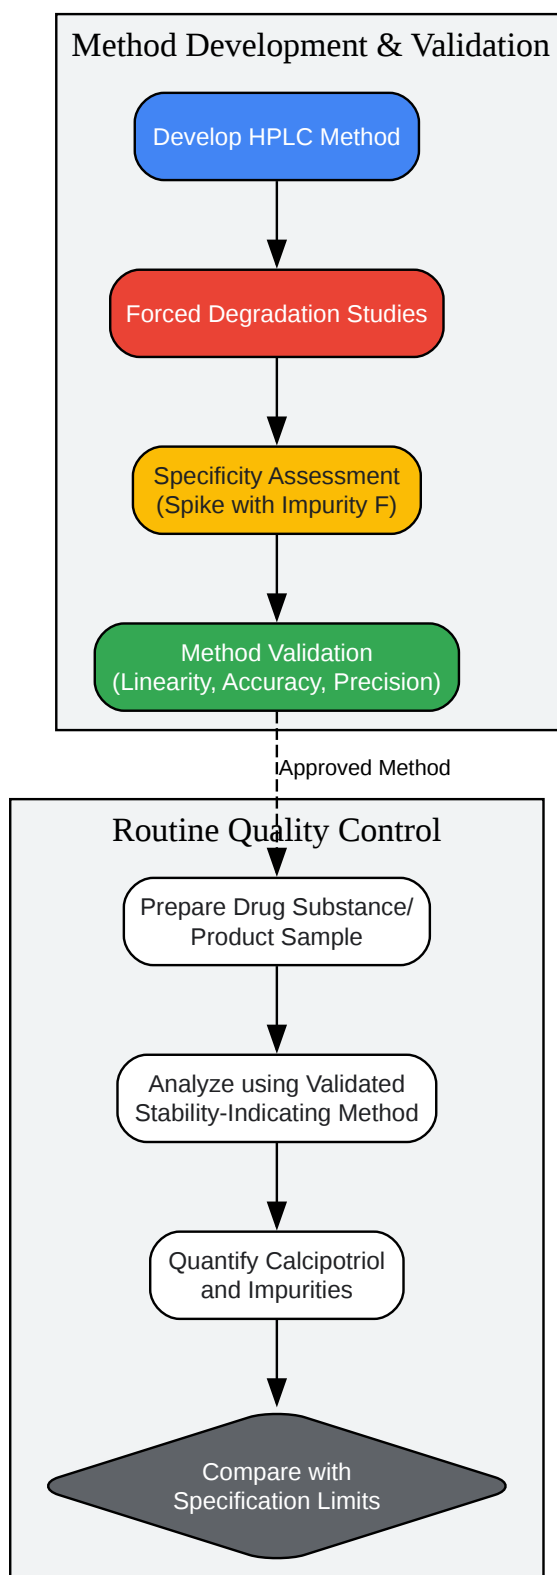 Method Development & Validation
Develop HPLC Method
Forced Degradation Studies
Specificity Assessment
(Spike with Impurity F)
Method Validation
(Linearity, Accuracy, Precision)
Approved Method
Routine Quality Control
Prepare Drug Substance/
Product Sample
Analyze using Validated
Stability-Indicating Method
Quantify Calcipotriol
and Impurities
Compare with
Specification Limits